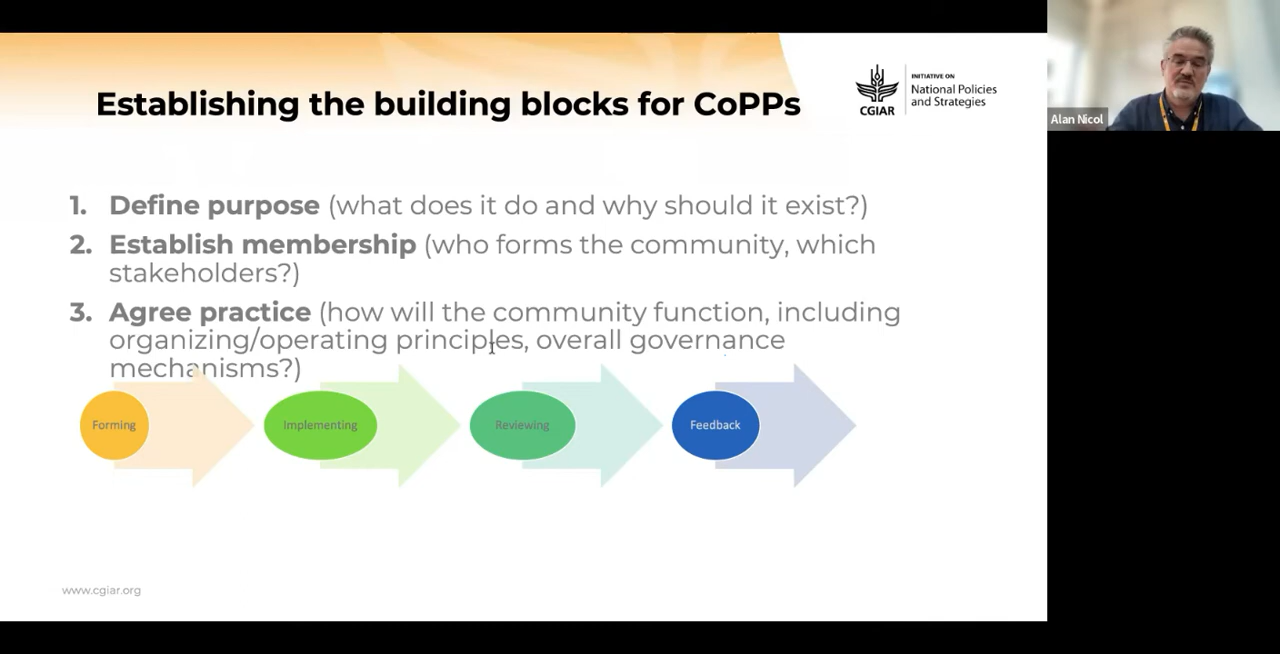 Establishing the building blocks for CoPPs
CGIAR
INITIATIVE ON
National Policies
and Strategies
Alan Nicol
1. Define purpose (what does it do and why should it exist?)
2. Establish membership (who forms the community, which
stakeholders?)
3. Agree practice (how will the community function, including
organizing/operating principles, overall governance
mechanisms?)
Forming
Implementing
Reviewing
Feedback
www.cgiar.org